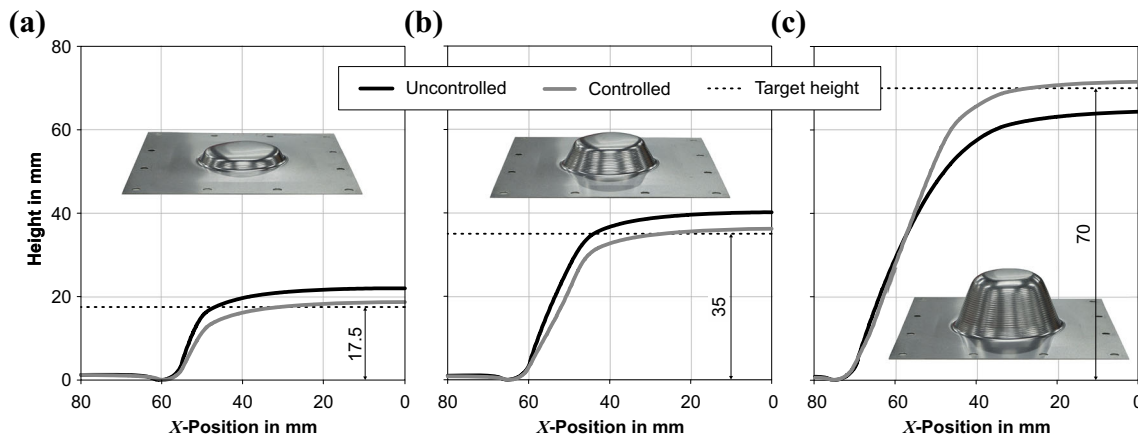 (a) (b) (c)
80
Uncontrolled Controlled Target height
60
40
20
0
Height in mm
17.5
35
70
80 60 40 20 0
80 60 40 20 0
80 60 40 20 0
X-Position in mm
X-Position in mm
X-Position in mm